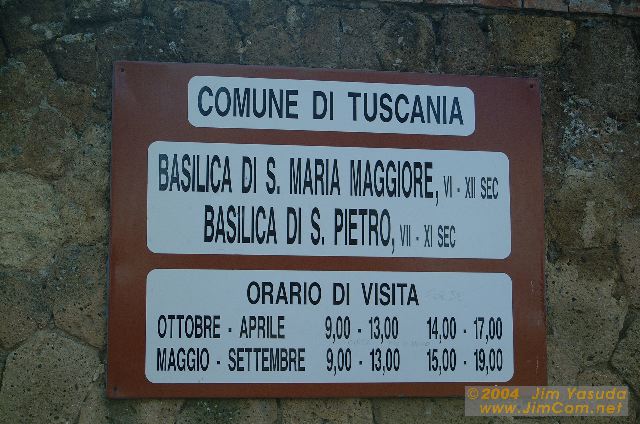 COMUNE DI TUSCANIA
BASILICA DI S. MARIA MAGGIORE, VI - XII SEC
BASILICA DI S. PIETRO, VII - XI SEC
ORARIO DI VISITA
OTTOBRE - APRILE 9,00 - 13,00 14,00 - 17,00
MAGGIO - SETTEMBRE 9,00 - 13,00 15,00 - 19,00
©2004 Jim Yasuda
www.JimCom.net